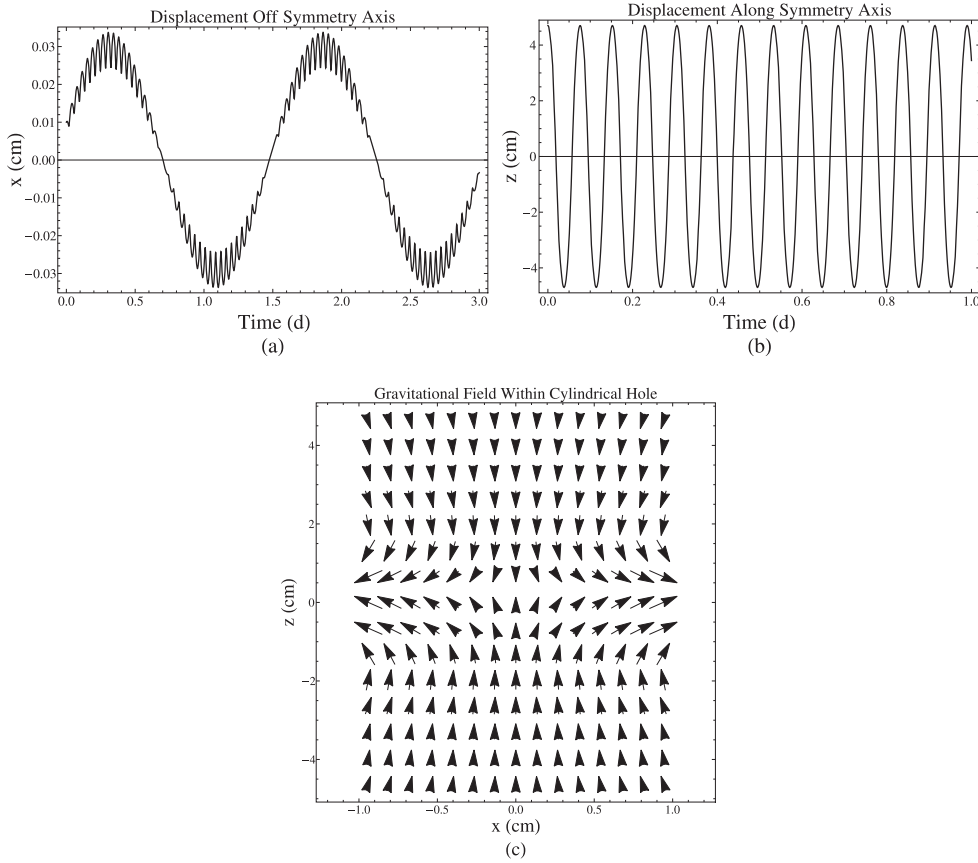 Displacement Off Symmetry Axis
x (cm)
0.03
0.02
0.01
0.00
−0.01
−0.02
−0.03
0.0 0.5 1.0 1.5 2.0 2.5 3.0
Time (d)
(a)
Displacement Along Symmetry Axis
z (cm)
4
2
0
−2
−4
0.0 0.2 0.4 0.6 0.8 1.0
Time (d)
(b)
Gravitational Field Within Cylindrical Hole
z (cm)
4
2
0
−2
−4
−1.0 −0.5 0.0 0.5 1.0
x (cm)
(c)